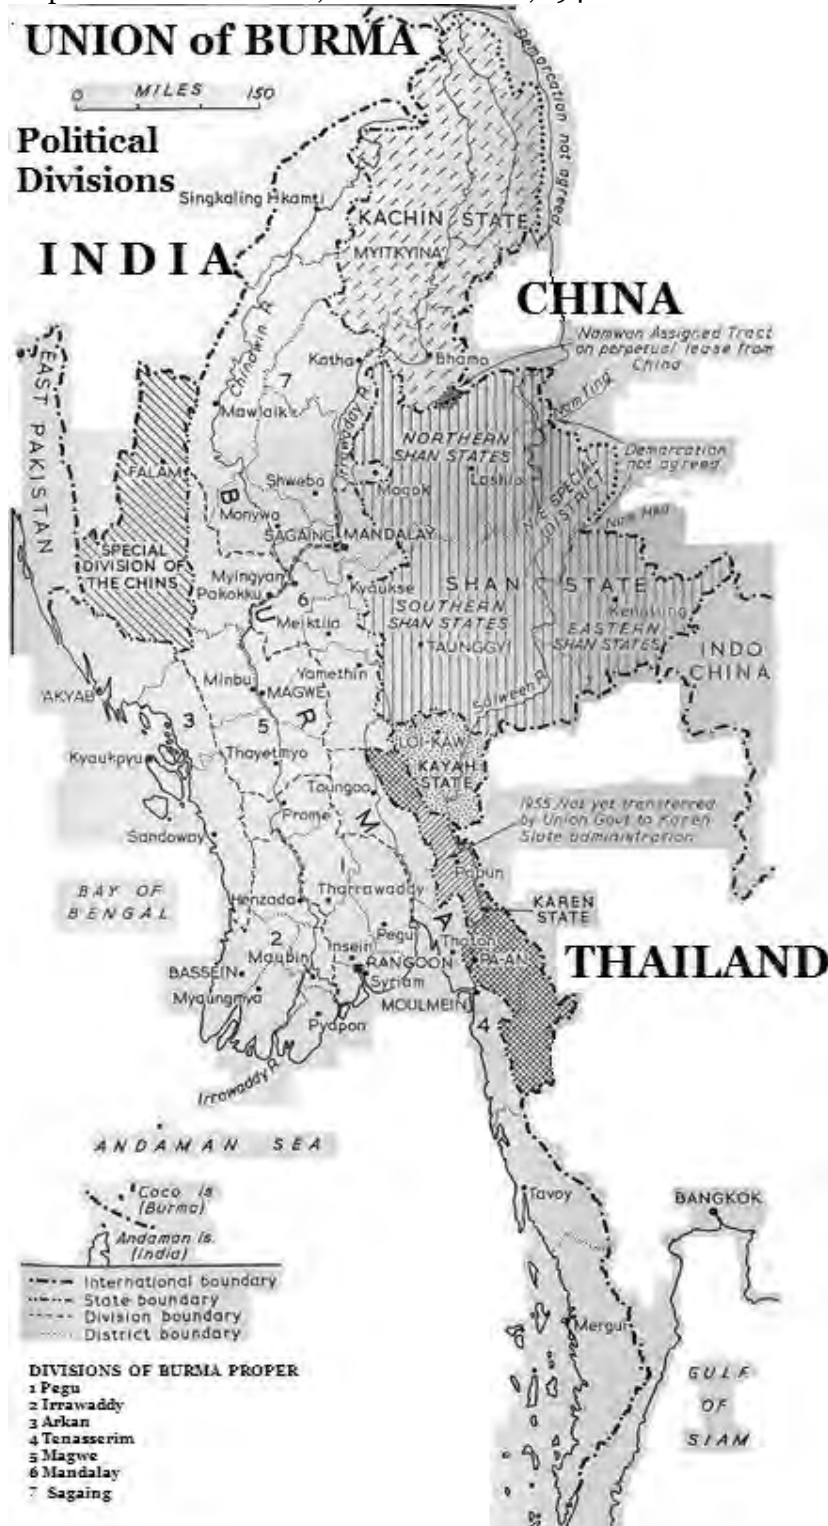 UNION of BURMA
0 MILES 150
Political
Divisions
Demarcation not agreed
Singkaling Hkamti
KACHIN STATE
INDIA
MYITKYINA
CHINA
Chindwin R
Namwan Assigned Tract
on perpetual lease from
China
Katha
Bhamo
EAST PAKISTAN
7
Mawlaik
Irrawaddy R.
Nam Ting
NORTHERN
SHAN STATES
Demarcation
not agreed
FALAM
Shwebo
Mogok
Lashio
N.E. SPECIAL
DISTRICT
BURMA
Monywa
Nam Hka
SAGAING
MANDALAY
SPECIAL
DIVISION OF
THE CHINS
Myingyan
Pakokku
6
Kyaukse
SHAN STATE
SOUTHERN
SHAN STATES
Kengtung
Meiktila
EASTERN
SHAN STATES
TAUNGGYI
INDO
CHINA
Yamethin
Minbu
MAGWE
Salween R
AKYAB
3
5
LOI-KAW
KAYAH
STATE
Kyaukpyu
Thayetmyo
Toungoo
Prome
1955 Not yet transferred
by Union Govt to Karen
State administration
Sandoway
Papun
1
Tharrawaddy
BAY OF
BENGAL
Henzada
KAREN
STATE
Pegu
2
Maubin
Insein
Thaton
PA-AN
THAILAND
BASSEIN
RANGOON
Syriam
Myaungmya
MOULMEIN
4
Pyapon
Irrawaddy R.
ANDAMAN SEA
Coco is
(Burma)
Tavoy
BANGKOK
Andaman is.
(India)
International boundary
State boundary
Division boundary
District boundary
Mergui
DIVISIONS OF BURMA PROPER
1 Pegu
2 Irrawaddy
3 Arkan
4 Tenasserim
5 Magwe
6 Mandalay
7 Sagaing
GULF
OF
SIAM